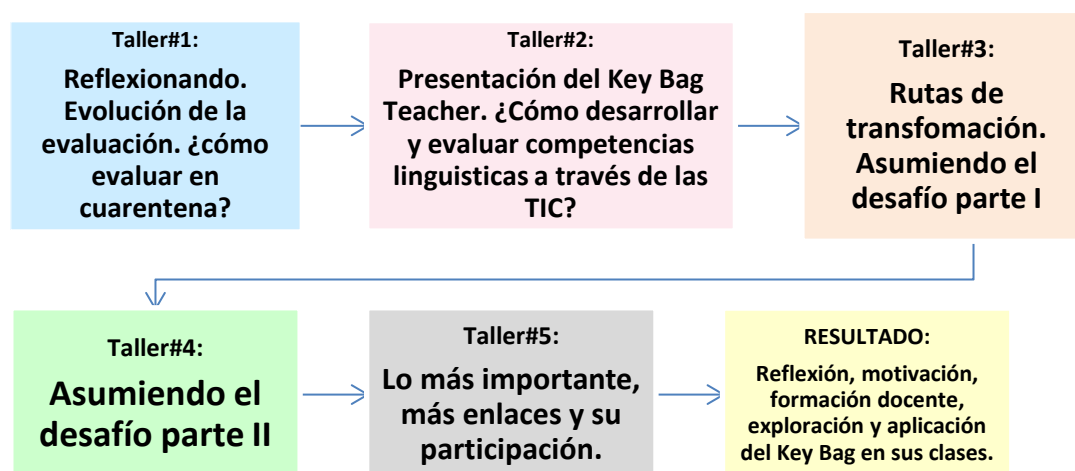 Taller#1:
Reflexionando.
Evolución de la
evaluación. ¿cómo
evaluar en
cuarentena?
Taller#2:
Presentación del Key Bag
Teacher. ¿Cómo desarrollar
y evaluar competencias
linguisticas a través de las
TIC?
Taller#3:
Rutas de
transfomación.
Asumiendo el
desafío parte I
Taller#4:
Asumiendo el
desafío parte II
Taller#5:
Lo más importante,
más enlaces y su
participación.
RESULTADO:
Reflexión, motivación,
formación docente,
exploración y aplicación
del Key Bag en sus clases.